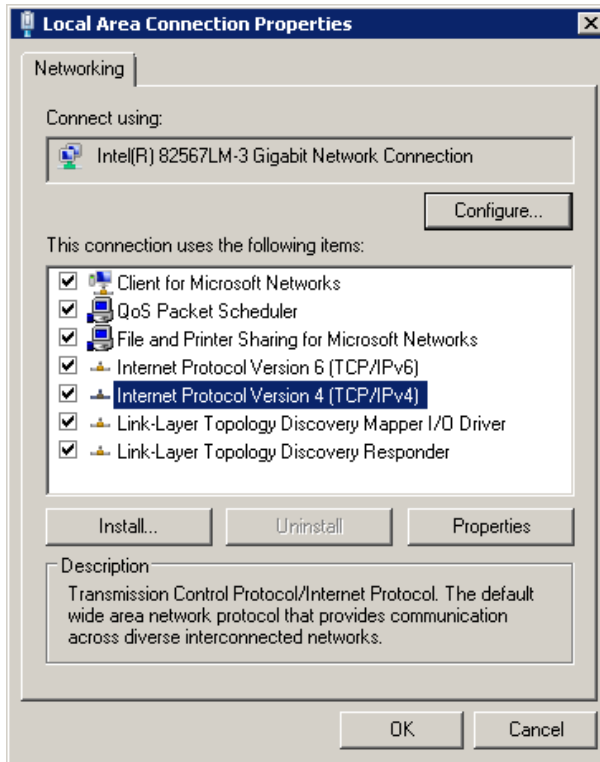 Local Area Connection Properties
Networking
Connect using:
Intel(R) 82567LM-3 Gigabit Network Connection
Configure...
This connection uses the following items:
Client for Microsoft Networks
QoS Packet Scheduler
File and Printer Sharing for Microsoft Networks
Internet Protocol Version 6 (TCP/IPv6)
Internet Protocol Version 4 (TCP/IPv4)
Link-Layer Topology Discovery Mapper I/O Driver
Link-Layer Topology Discovery Responder
Install...
Uninstall
Properties
Description
Transmission Control Protocol/Internet Protocol. The default
wide area network protocol that provides communication
across diverse interconnected networks.
OK
Cancel